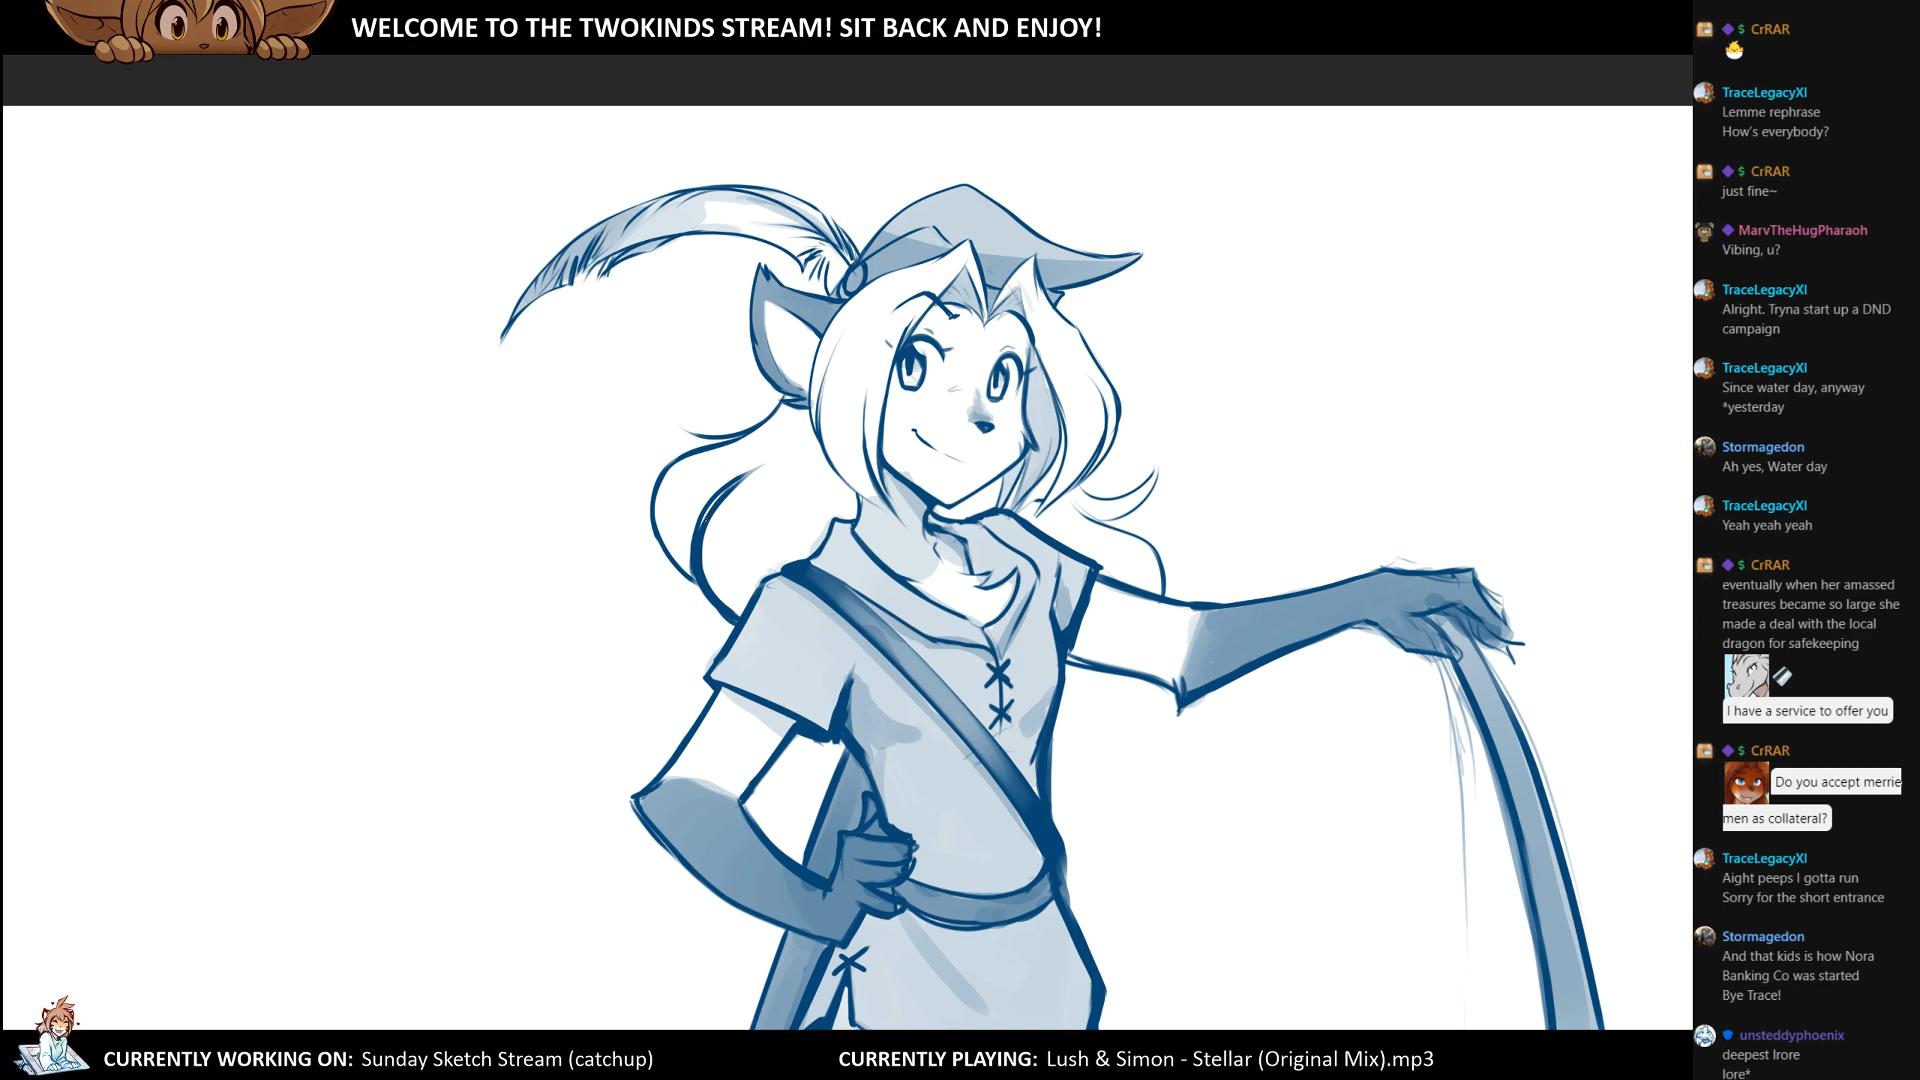 WELCOME TO THE TWOKINDS STREAM! SIT BACK AND ENJOY!
$ CrRAR
TraceLegacyXI
Lemme rephrase
How's everybody?
$ CrRAR
just fine~
MarvTheHugPharaoh
Vibing, u?
TraceLegacyXI
Alright. Tryna start up a DND
campaign
TraceLegacyXI
Since water day, anyway
*yesterday
Stormagedon
Ah yes, Water day
TraceLegacyXI
Yeah yeah yeah
$ CrRAR
eventually when her amassed
treasures became so large she
made a deal with the local
dragon for safekeeping
I have a service to offer you
$ CrRAR
Do you accept merrie
men as collateral?
TraceLegacyXI
Aight peeps I gotta run
Sorry for the short entrance
Stormagedon
And that kids is how Nora
Banking Co was started
Bye Trace!
unsteddyphoenix
deepest lrore
lore*
CURRENTLY WORKING ON: Sunday Sketch Stream (catchup)
CURRENTLY PLAYING: Lush & Simon - Stellar (Original Mix).mp3